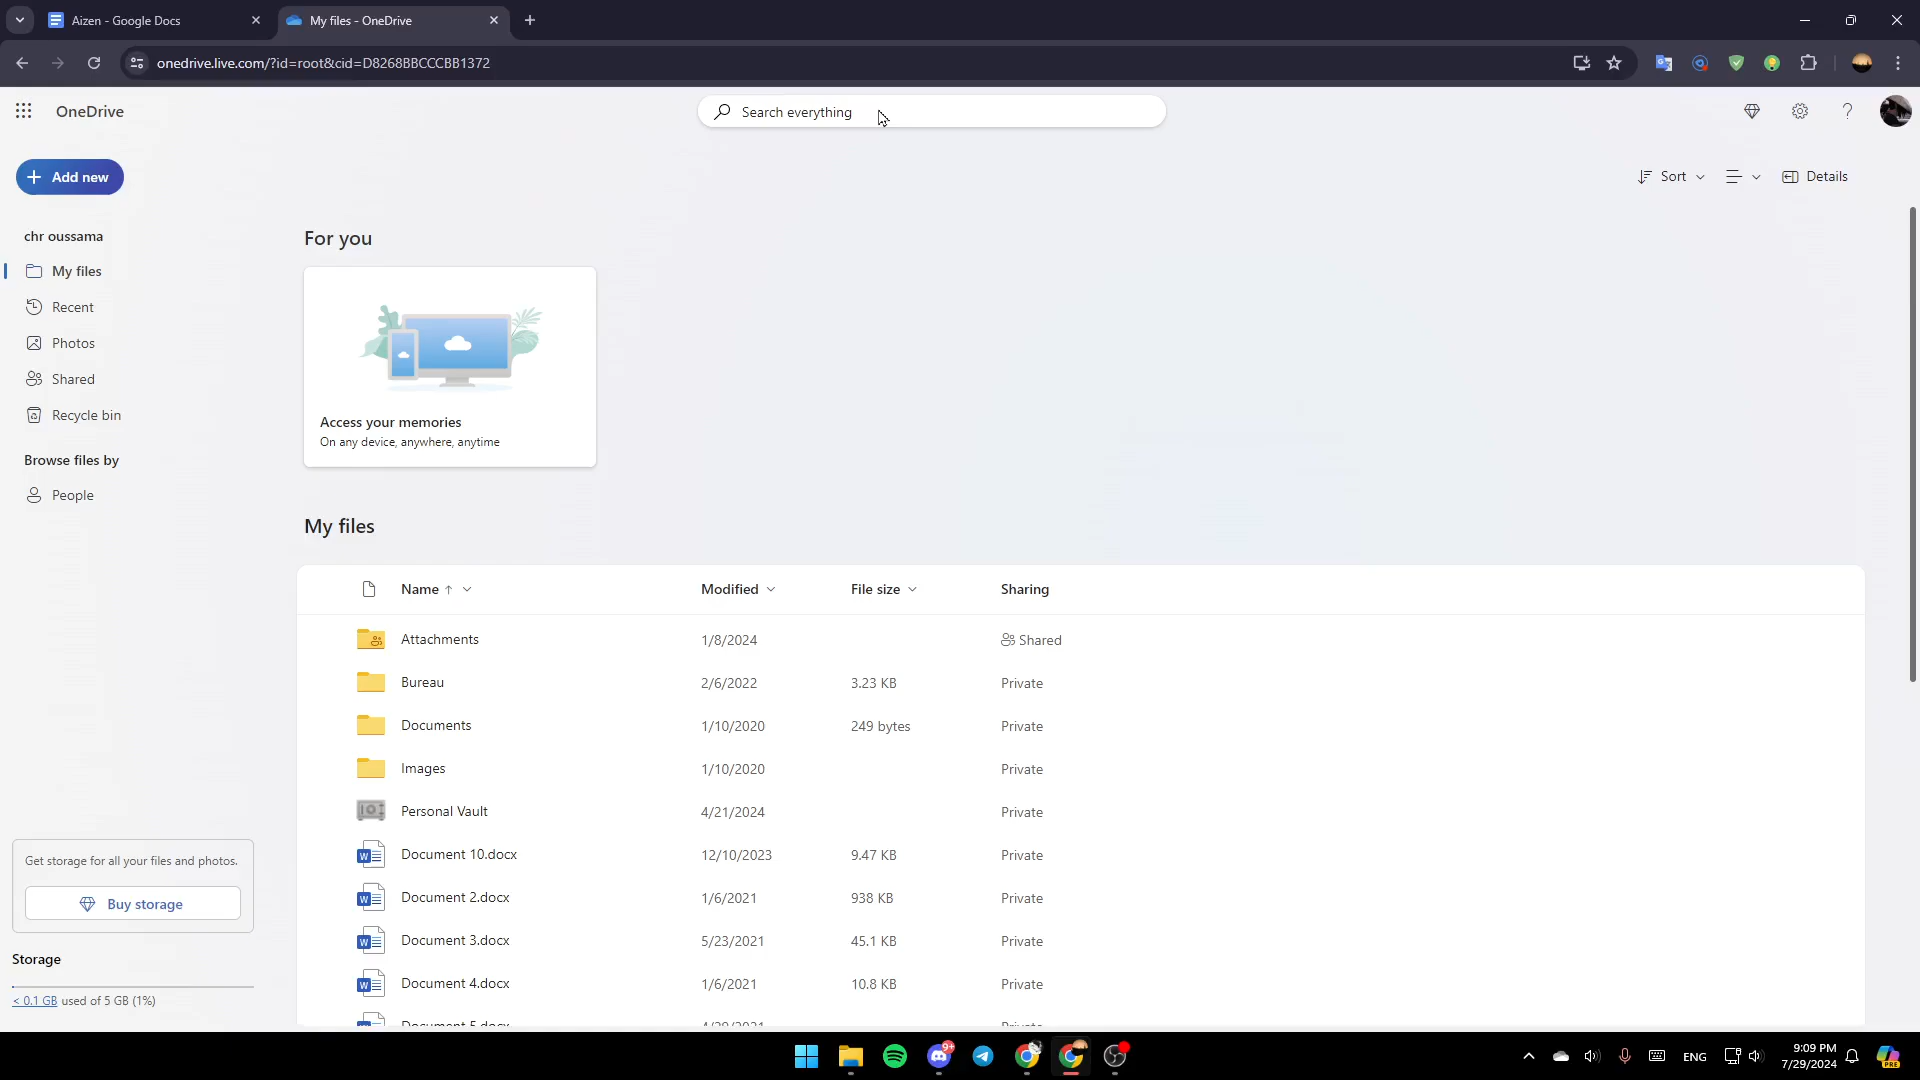 Aizen - Google Docs
My files - OneDrive
onedrive.live.com/?id=root&cid=D8268BBCCCBB1372
OneDrive
Search everything
Add new
Sort
Details
chr oussama
My files
Recent
Photos
Shared
Recycle bin
Browse files by
People
For you
Access your memories
On any device, anywhere, anytime
My files
Name Modified File size Sharing
Attachments 1/8/2024 Shared
Bureau 2/6/2022 3.23 KB Private
Documents 1/10/2020 249 bytes Private
Images 1/10/2020 Private
Personal Vault 4/21/2024 Private
Document 10.docx 12/10/2023 9.47 KB Private
Document 2.docx 1/6/2021 938 KB Private
Document 3.docx 5/23/2021 45.1 KB Private
Document 4.docx 1/6/2021 10.8 KB Private
Document 5.docx
Get storage for all your files and photos.
Buy storage
Storage
< 0.1 GB used of 5 GB (1%)
9+
ENG
9:09 PM
7/29/2024
PRE